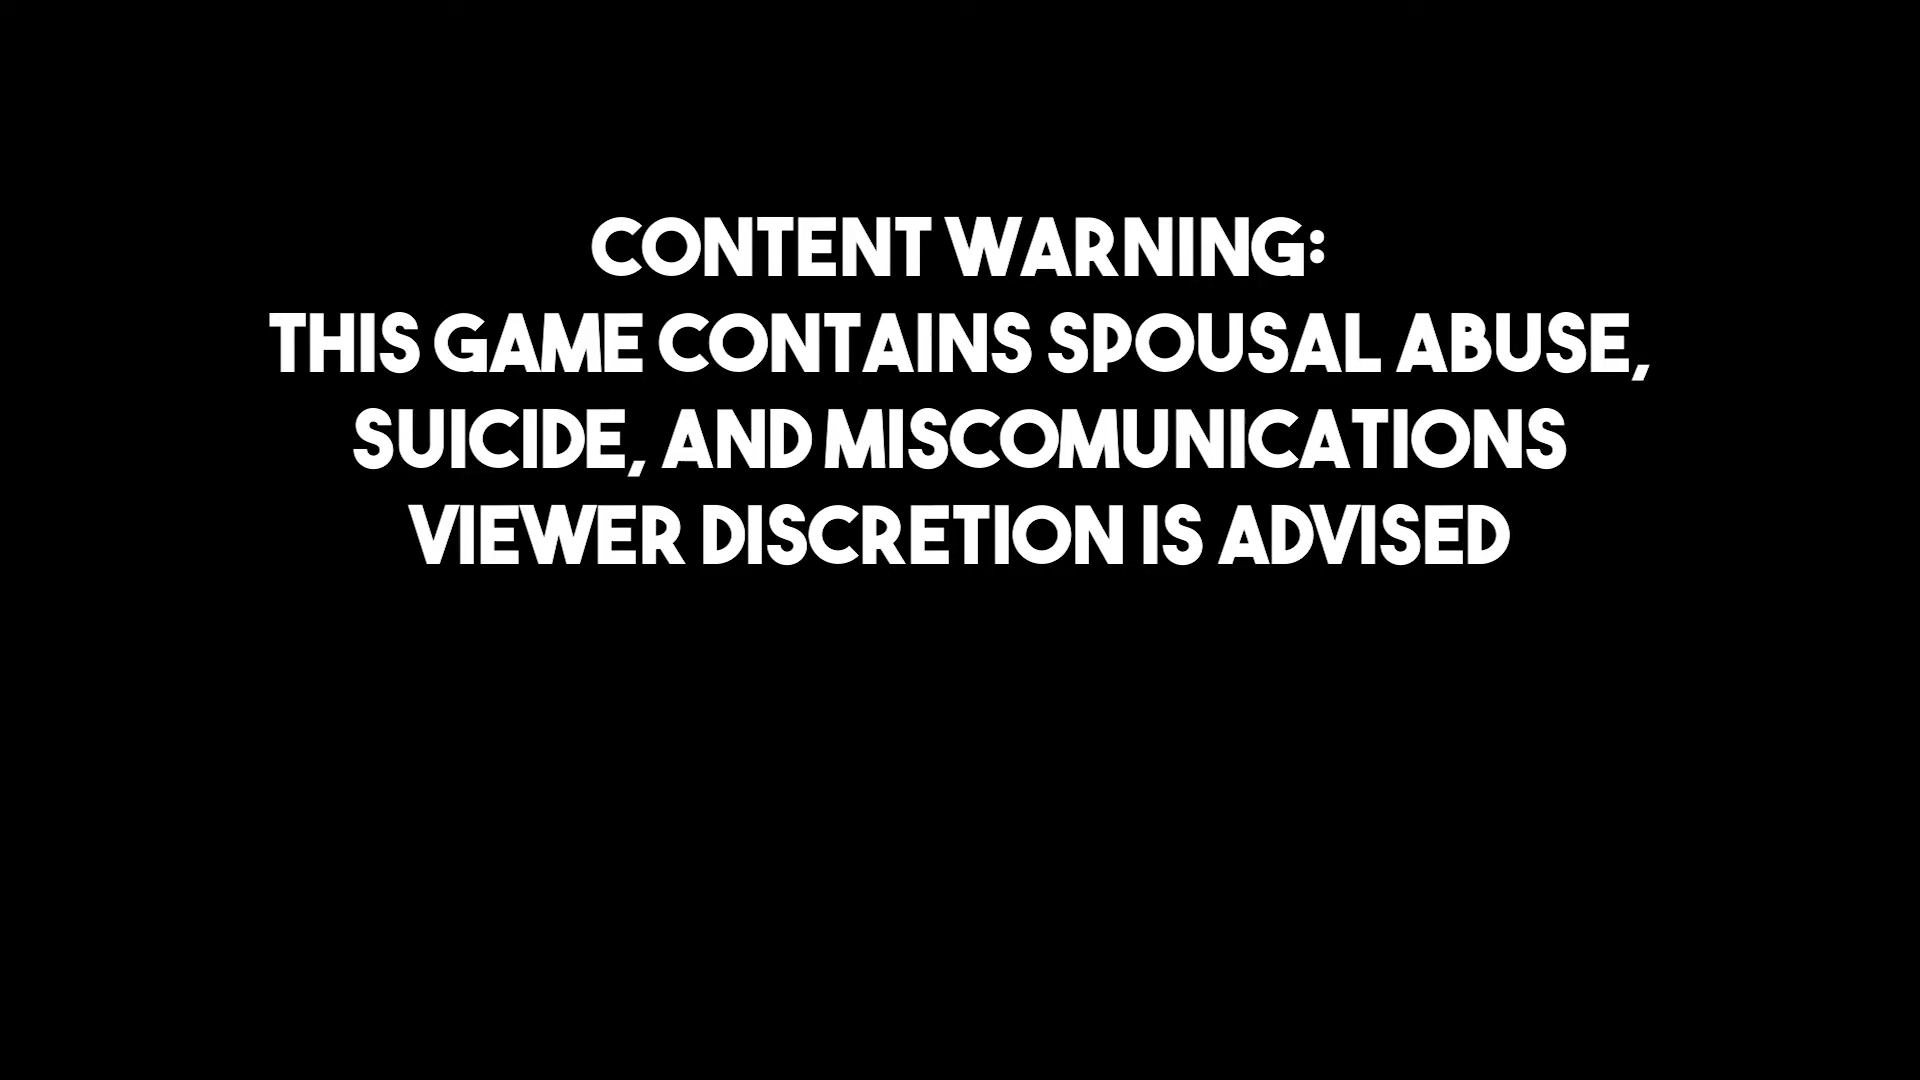 CONTENT WARNING:
THIS GAME CONTAINS SPOUSAL ABUSE,
SUICIDE, AND MISCOMUNICATIONS
VIEWER DISCRETION IS ADVISED